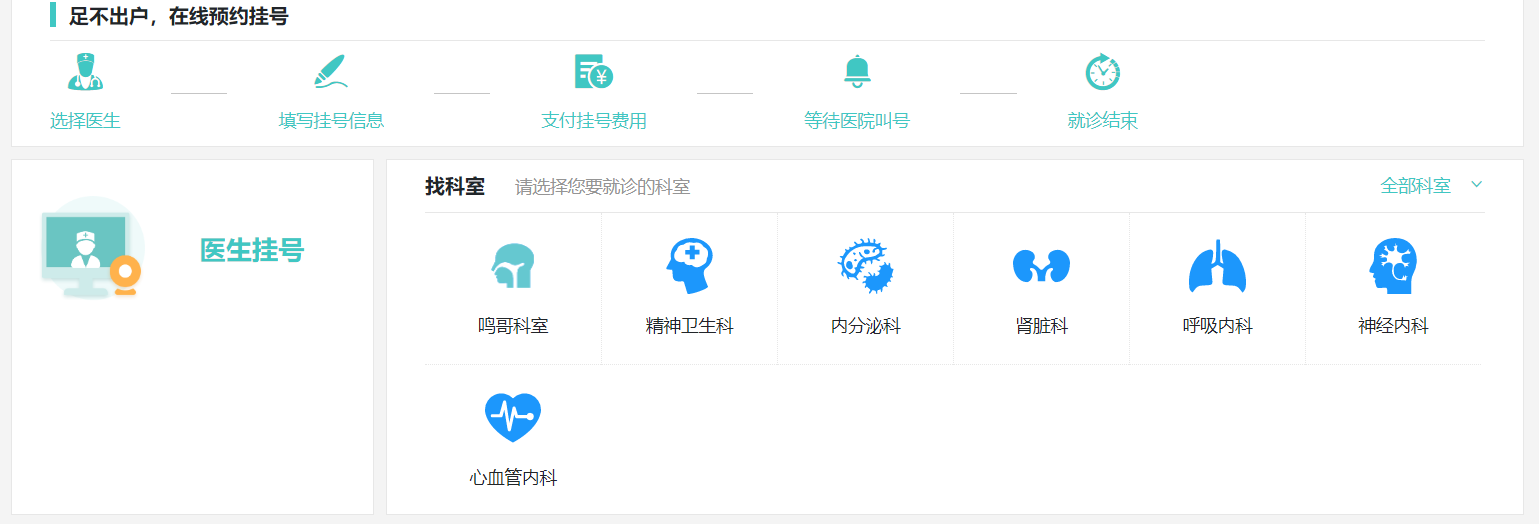 足不出户，在线预约挂号
选择医生 填写挂号信息 支付挂号费用 等待医院叫号 就诊结束
医生挂号
找科室 请选择您要就诊的科室 全部科室
鸣哥科室 精神卫生科 内分泌科 肾脏科 呼吸内科 神经内科
心血管内科